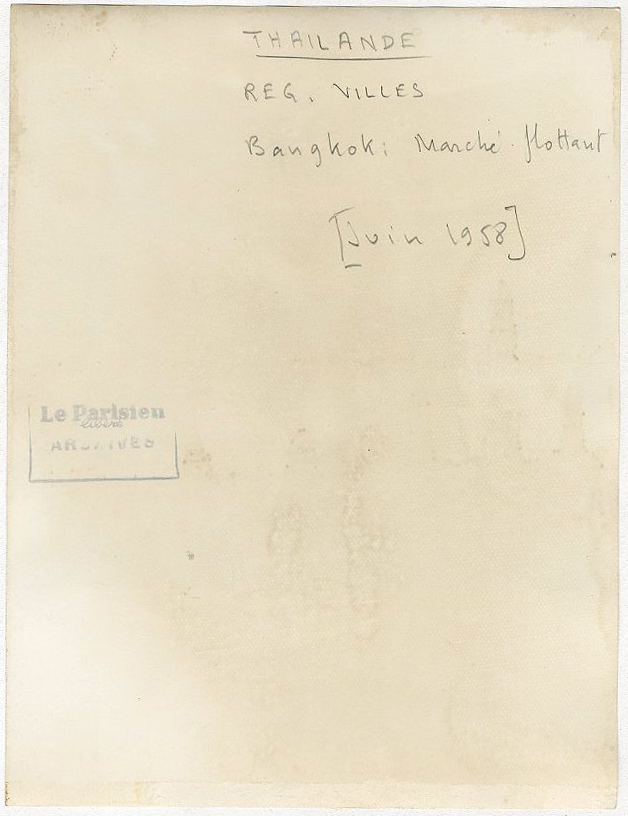 THAILANDE
REG. VILLES
Bangkok: Marché flottant
[Juin 1958]
Le Parisien
libéré
ARCHIVES